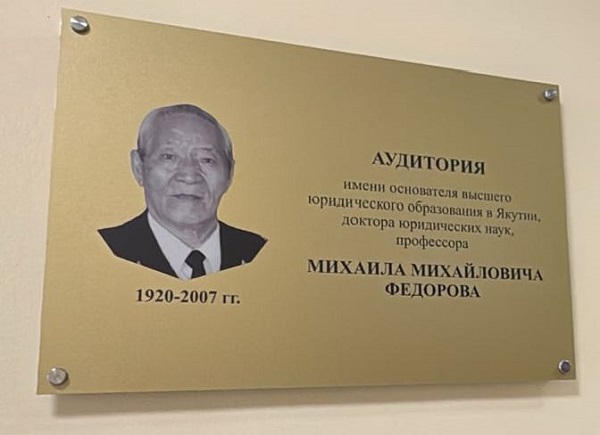 АУДИТОРИЯ
имени основателя высшего
юридического образования в Якутии,
доктора юридических наук,
профессора
МИХАИЛА МИХАЙЛОВИЧА
ФЕДОРОВА
1920-2007 гг.